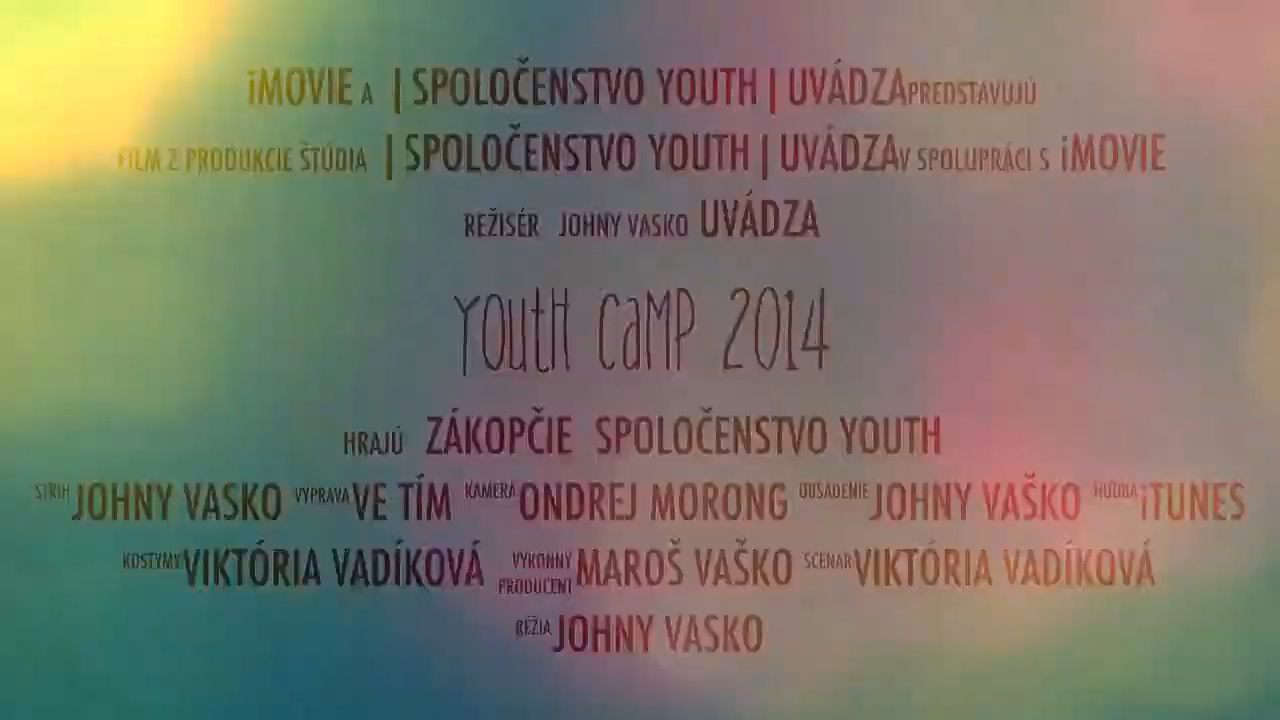 iMOVIE A | SPOLOČENSTVO YOUTH | UVÁDZA PREDSTAVUJÚ
FILM Z PRODUKCIE ŠTÚDIA | SPOLOČENSTVO YOUTH | UVÁDZA V SPOLUPRÁCI S iMOVIE
REŽISÉR JOHNY VASKO UVÁDZA
YOUTH CAMP 2014
HRAJÚ ZÁKOPČIE SPOLOČENSTVO YOUTH
STRIH JOHNY VASKO VÝPRAVA VE TÍM KAMERA ONDREJ MORONG OBSADENIE JOHNY VAŠKO HUDBA iTUNES
KOSTÝMY VIKTÓRIA VADÍKOVÁ VÝKONNÝ PRODUCENT MAROŠ VAŠKO SCENÁR VIKTÓRIA VADÍKOVÁ
RÉŽIA JOHNY VASKO